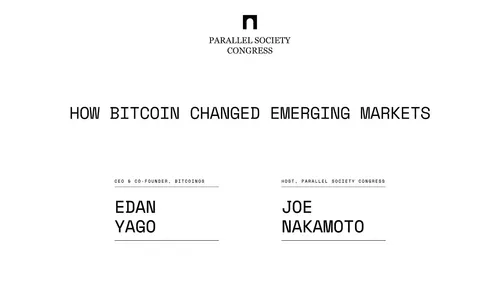 PARALLEL SOCIETY
CONGRESS
HOW BITCOIN CHANGED EMERGING MARKETS
CEO & CO-FOUNDER, BITCOINOS
EDAN
YAGO
HOST, PARALLEL SOCIETY CONGRESS
JOE
NAKAMOTO